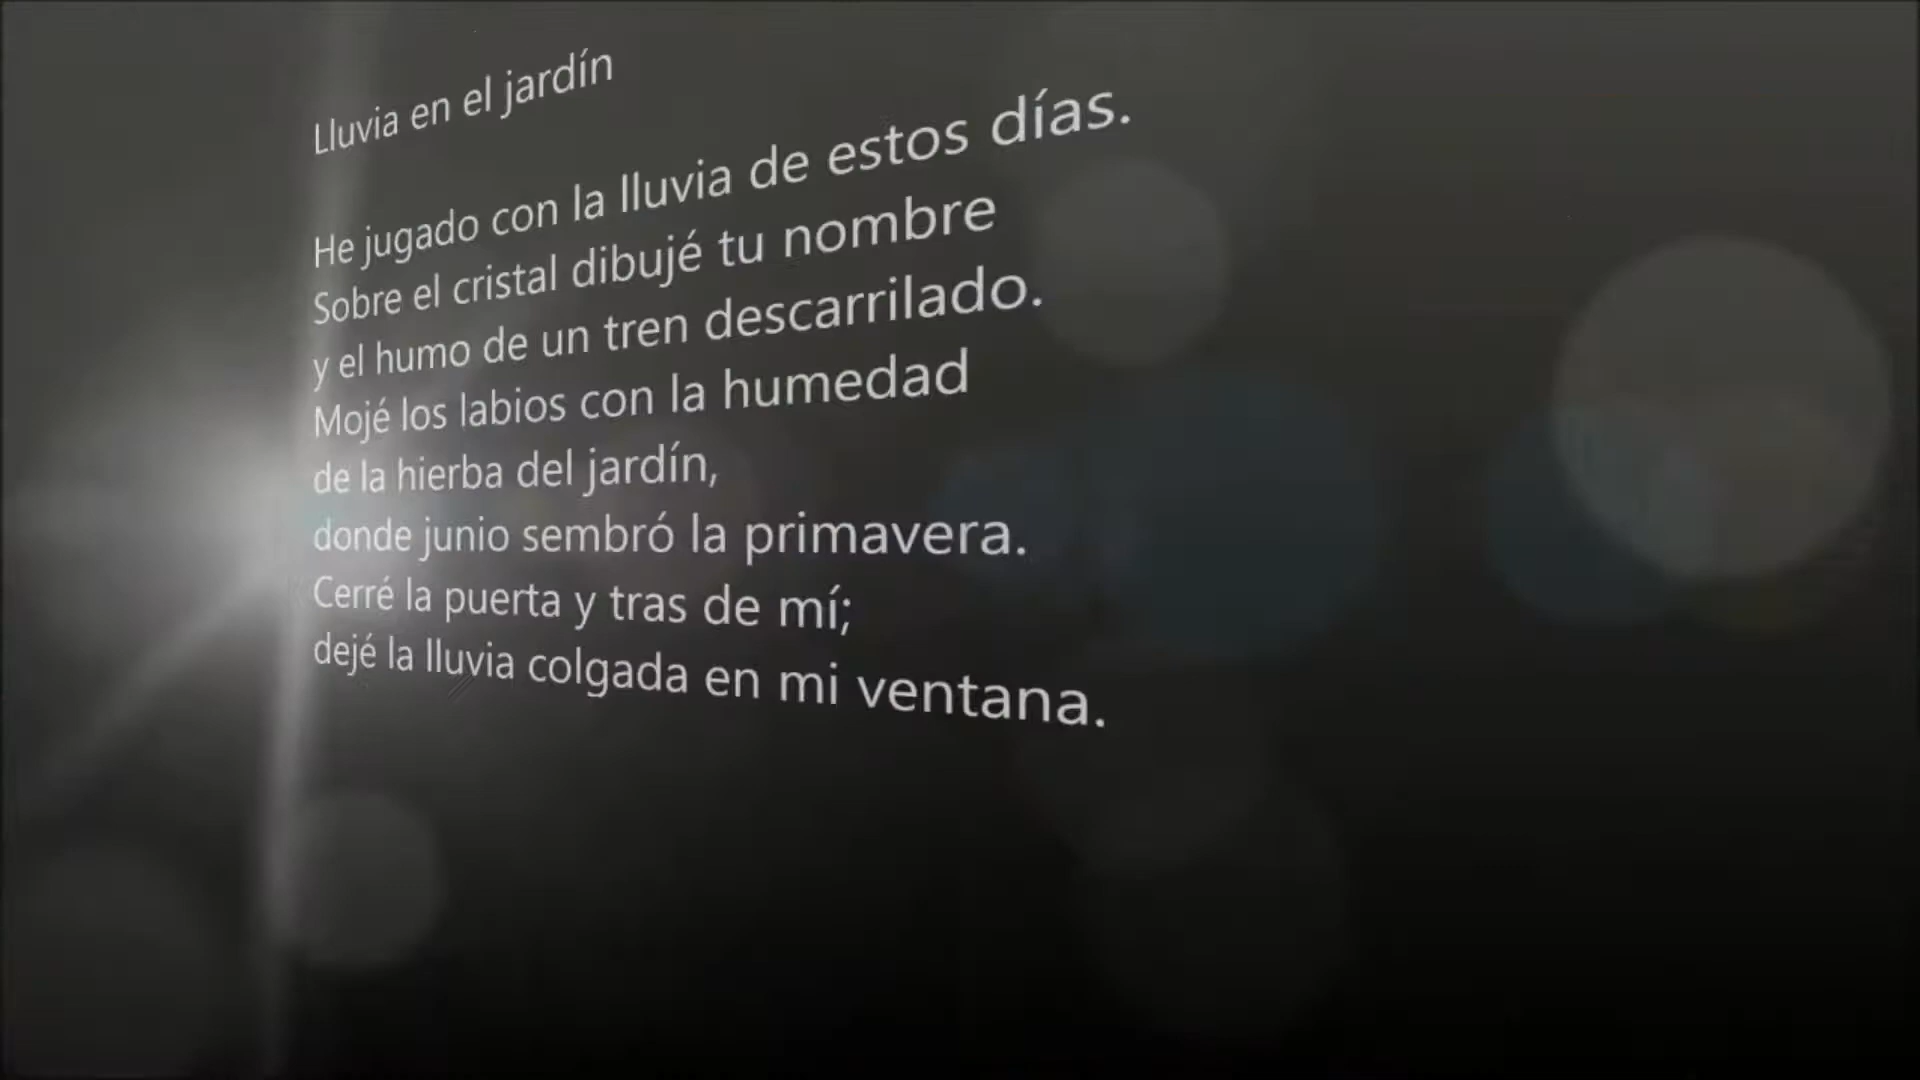 Lluvia en el jardín
He jugado con la lluvia de estos días.
Sobre el cristal dibujé tu nombre
y el humo de un tren descarrilado.
Mojé los labios con la humedad
de la hierba del jardín,
donde junio sembró la primavera.
Cerré la puerta y tras de mí;
dejé la lluvia colgada en mi ventana.